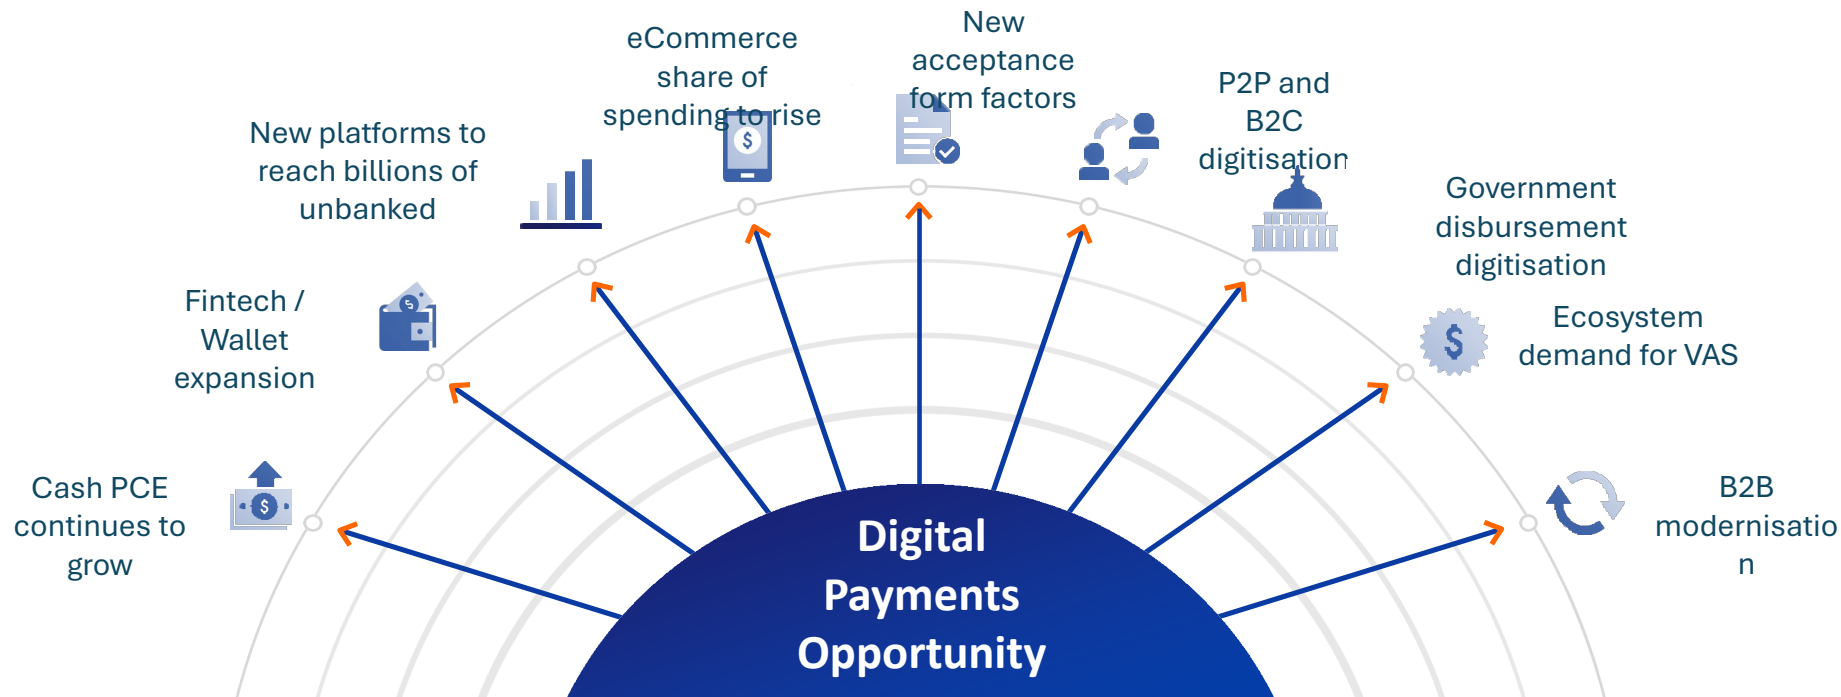 Cash PCE
continues to
grow
Fintech /
Wallet
expansion
New platforms to
reach billions of
unbanked
eCommerce
share of
spending to rise
New
acceptance
form factors
P2P and
B2C
digitisation
Government
disbursement
digitisation
Ecosystem
demand for VAS
B2B
modernisatio
n
Digital
Payments
Opportunity
$
$
$
$